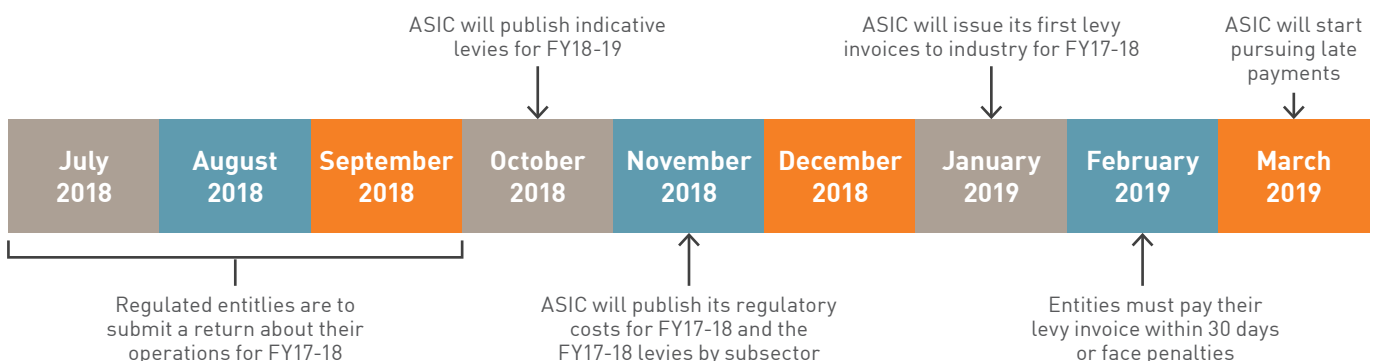 ASIC will publish indicative
levies for FY18-19
ASIC will issue its first levy
invoices to industry for FY17-18
ASIC will start
pursuing late
payments
July
2018
August
2018
September
2018
October
2018
November
2018
December
2018
January
2019
February
2019
March
2019
Regulated entitlies are to
submit a return about their
operations for FY17-18
ASIC will publish its regulatory
costs for FY17-18 and the
FY17-18 levies by subsector
Entities must pay their
levy invoice within 30 days
or face penalties